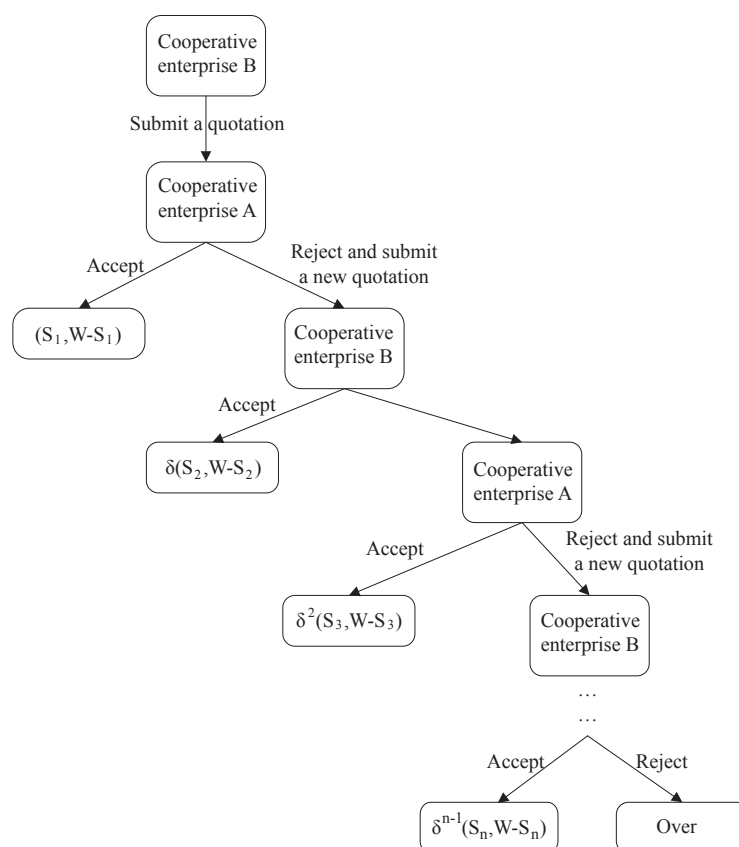 Cooperative
enterprise B
Submit a quotation
Cooperative
enterprise A
Accept
Reject and submit
a new quotation
(S₁,W-S₁)
Cooperative
enterprise B
Accept
δ(S₂,W-S₂)
Cooperative
enterprise A
Accept
Reject and submit
a new quotation
δ²(S₃,W-S₃)
Cooperative
enterprise B
...
...
Accept
Reject
δⁿ⁻¹(Sₙ,W-Sₙ)
Over